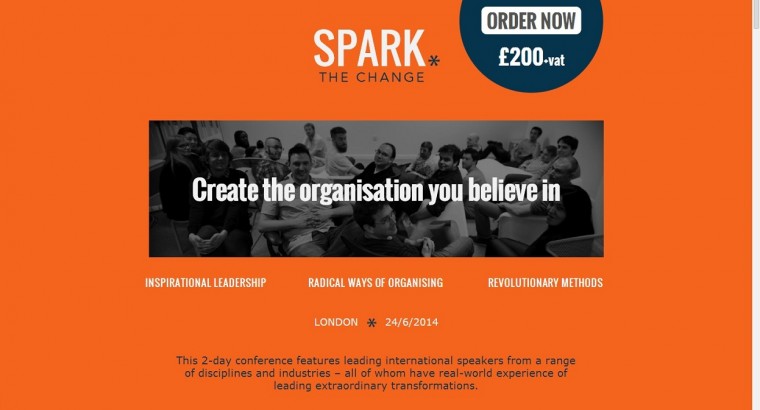 ORDER NOW
£200+vat
SPARK*
THE CHANGE
Create the organisation you believe in
INSPIRATIONAL LEADERSHIP
RADICAL WAYS OF ORGANISING
REVOLUTIONARY METHODS
LONDON * 24/6/2014
This 2-day conference features leading international speakers from a range
of disciplines and industries – all of whom have real-world experience of
leading extraordinary transformations.